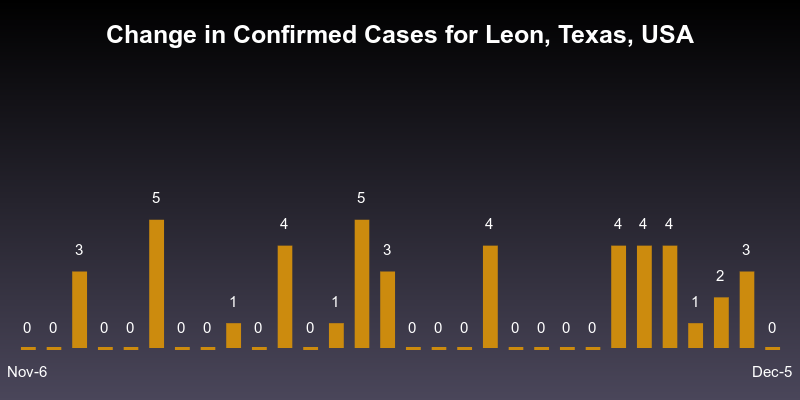 Change in Confirmed Cases for Leon, Texas, USA
5 5
4 4 4 4 4
3 3 3
2
1 1 1
0 0 0 0 0 0 0 0 0 0 0 0 0 0 0 0
Nov-6 Dec-5